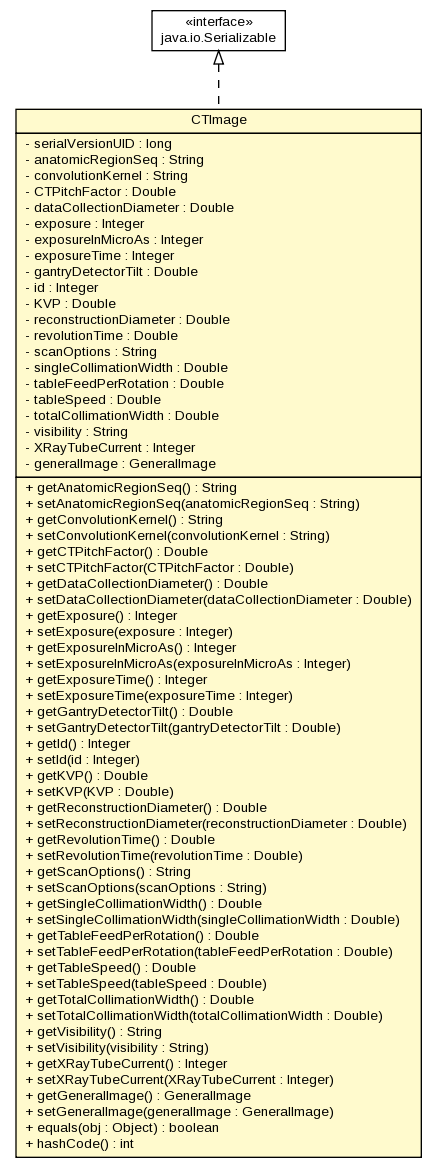 «interface»
java.io.Serializable
CTImage
- serialVersionUID : long
- anatomicRegionSeq : String
- convolutionKernel : String
- CTPitchFactor : Double
- dataCollectionDiameter : Double
- exposure : Integer
- exposureInMicroAs : Integer
- exposureTime : Integer
- gantryDetectorTilt : Double
- id : Integer
- KVP : Double
- reconstructionDiameter : Double
- revolutionTime : Double
- scanOptions : String
- singleCollimationWidth : Double
- tableFeedPerRotation : Double
- tableSpeed : Double
- totalCollimationWidth : Double
- visibility : String
- XRayTubeCurrent : Integer
- generalImage : GeneralImage
+ getAnatomicRegionSeq() : String
+ setAnatomicRegionSeq(anatomicRegionSeq : String)
+ getConvolutionKernel() : String
+ setConvolutionKernel(convolutionKernel : String)
+ getCTPitchFactor() : Double
+ setCTPitchFactor(CTPitchFactor : Double)
+ getDataCollectionDiameter() : Double
+ setDataCollectionDiameter(dataCollectionDiameter : Double)
+ getExposure() : Integer
+ setExposure(exposure : Integer)
+ getExposureInMicroAs() : Integer
+ setExposureInMicroAs(exposureInMicroAs : Integer)
+ getExposureTime() : Integer
+ setExposureTime(exposureTime : Integer)
+ getGantryDetectorTilt() : Double
+ setGantryDetectorTilt(gantryDetectorTilt : Double)
+ getId() : Integer
+ setId(id : Integer)
+ getKVP() : Double
+ setKVP(KVP : Double)
+ getReconstructionDiameter() : Double
+ setReconstructionDiameter(reconstructionDiameter : Double)
+ getRevolutionTime() : Double
+ setRevolutionTime(revolutionTime : Double)
+ getScanOptions() : String
+ setScanOptions(scanOptions : String)
+ getSingleCollimationWidth() : Double
+ setSingleCollimationWidth(singleCollimationWidth : Double)
+ getTableFeedPerRotation() : Double
+ setTableFeedPerRotation(tableFeedPerRotation : Double)
+ getTableSpeed() : Double
+ setTableSpeed(tableSpeed : Double)
+ getTotalCollimationWidth() : Double
+ setTotalCollimationWidth(totalCollimationWidth : Double)
+ getVisibility() : String
+ setVisibility(visibility : String)
+ getXRayTubeCurrent() : Integer
+ setXRayTubeCurrent(XRayTubeCurrent : Integer)
+ getGeneralImage() : GeneralImage
+ setGeneralImage(generalImage : GeneralImage)
+ equals(obj : Object) : boolean
+ hashCode() : int